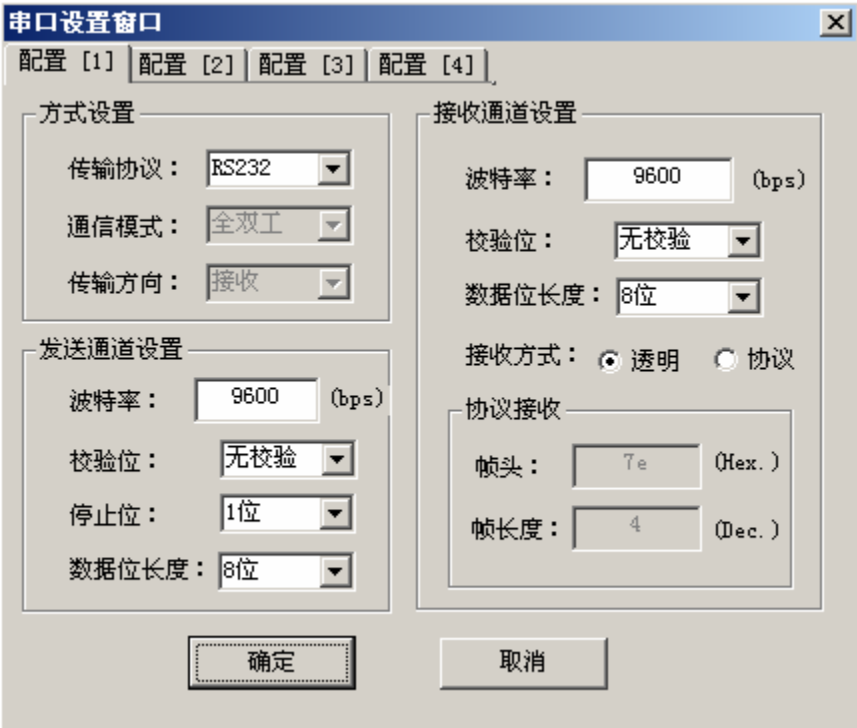 串口设置窗口
配置 [1] 配置 [2] 配置 [3] 配置 [4]
方式设置
传输协议： RS232
通信模式： 全双工
传输方向： 接收
发送通道设置
波特率： 9600 (bps)
校验位： 无校验
停止位： 1位
数据位长度： 8位
接收通道设置
波特率： 9600 (bps)
校验位： 无校验
数据位长度： 8位
接收方式： 透明 协议
协议接收
帧头： 7e (Hex.)
帧长度： 4 (Dec.)
确定 取消